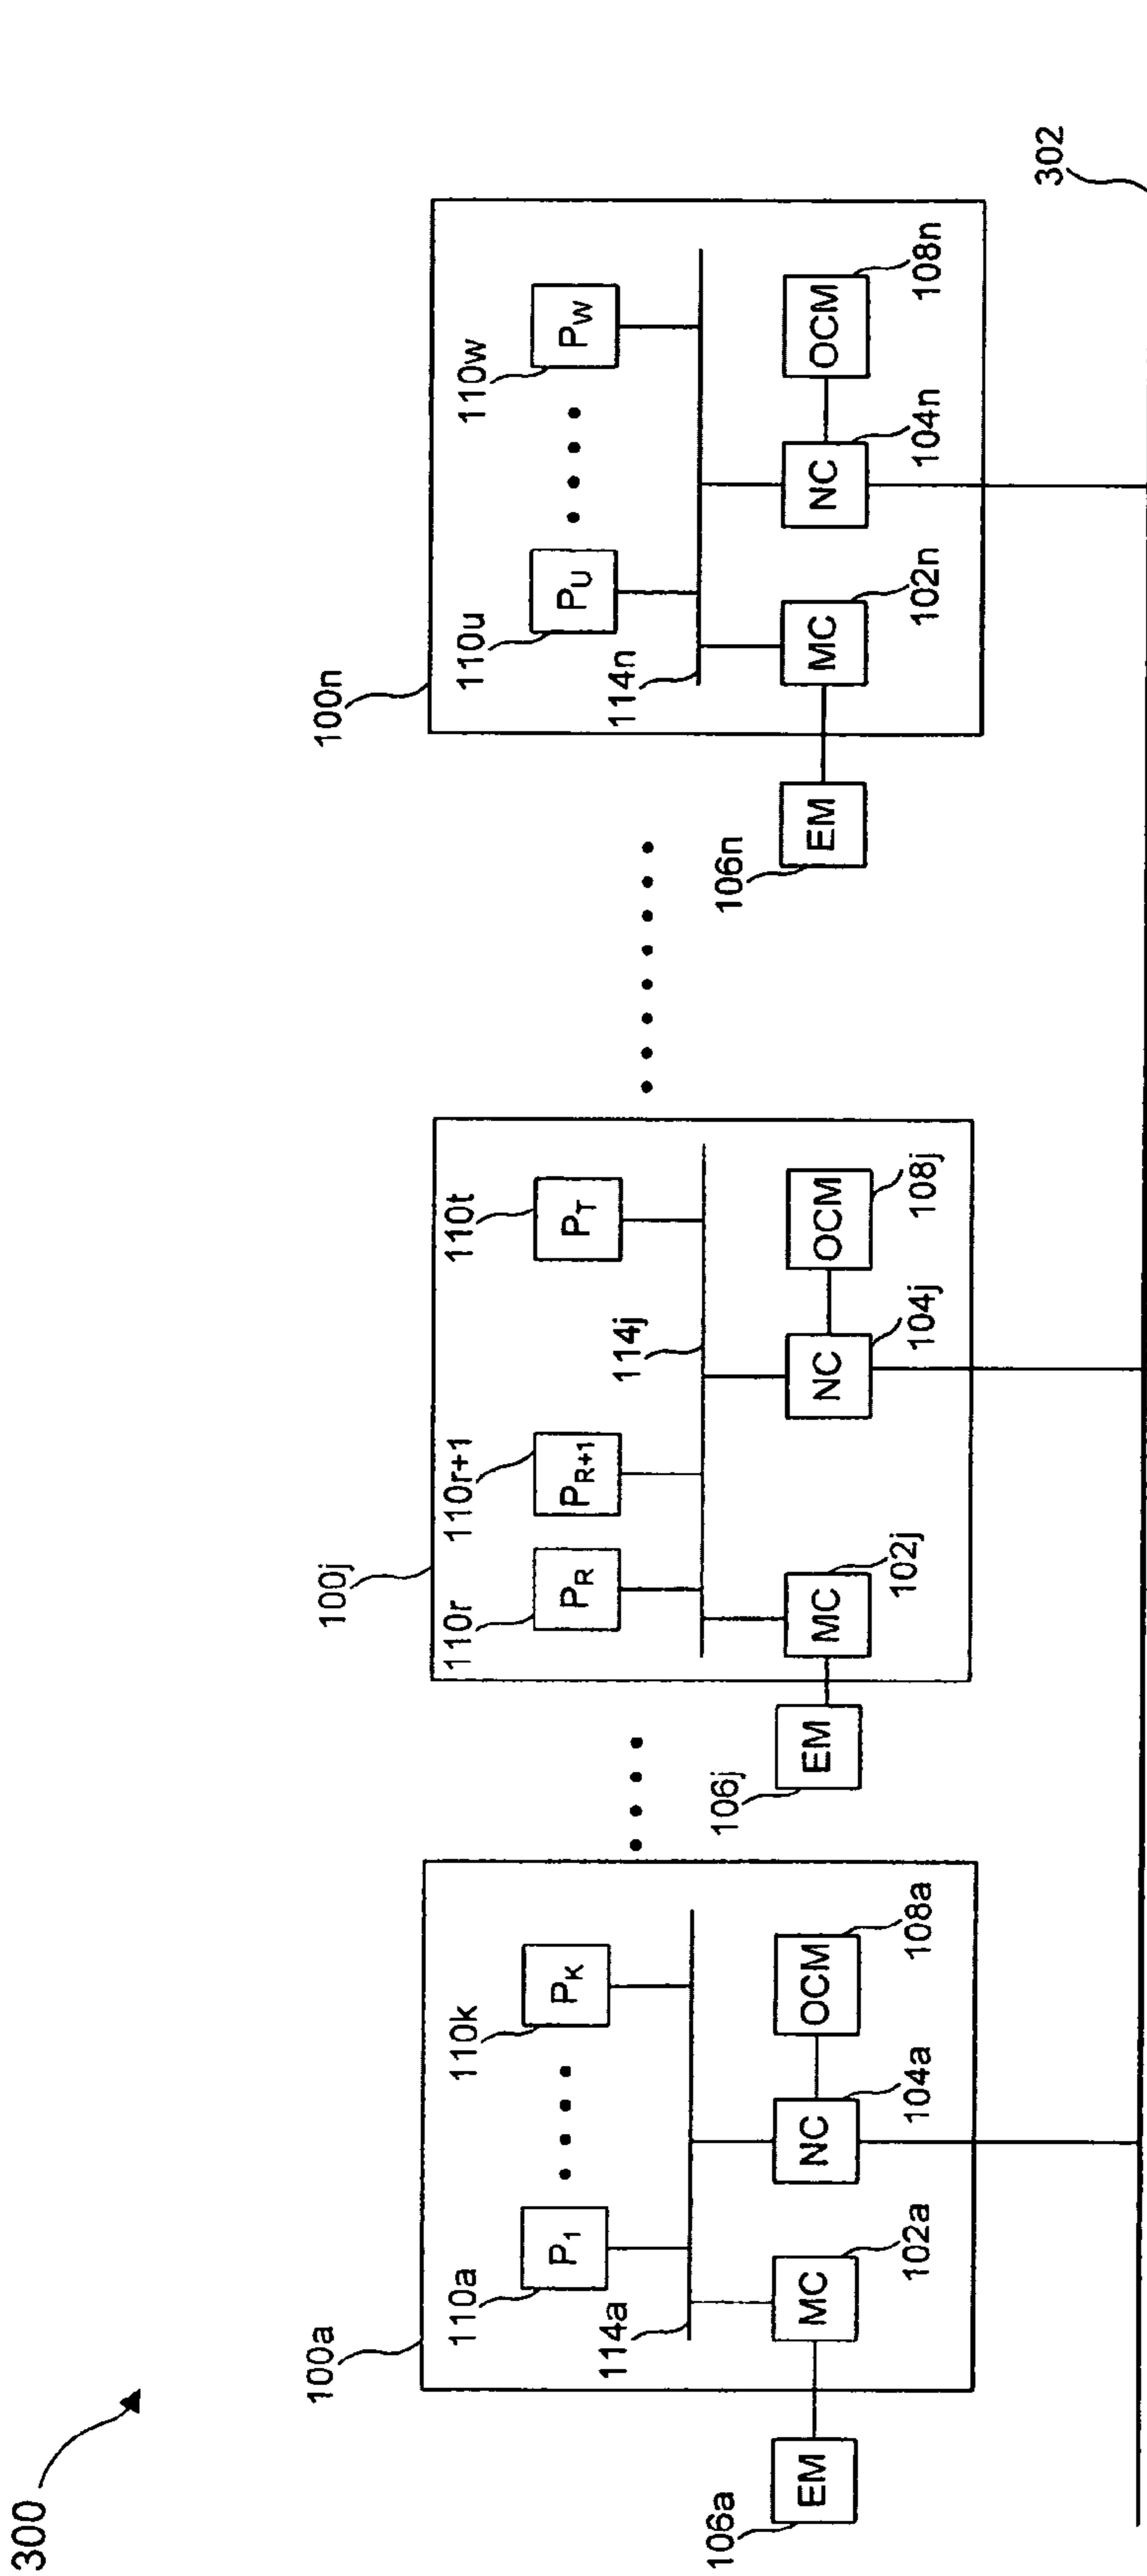 300
100a
110a
P1
110k
PK
114a
106a
EM
MC
102a
NC
104a
OCM
108a
100j
110r
PR
110r+1
PR+1
110t
PT
114j
106j
EM
MC
102j
NC
104j
OCM
108j
100n
110u
PU
110w
PW
114n
106n
EM
MC
102n
NC
104n
OCM
108n
302